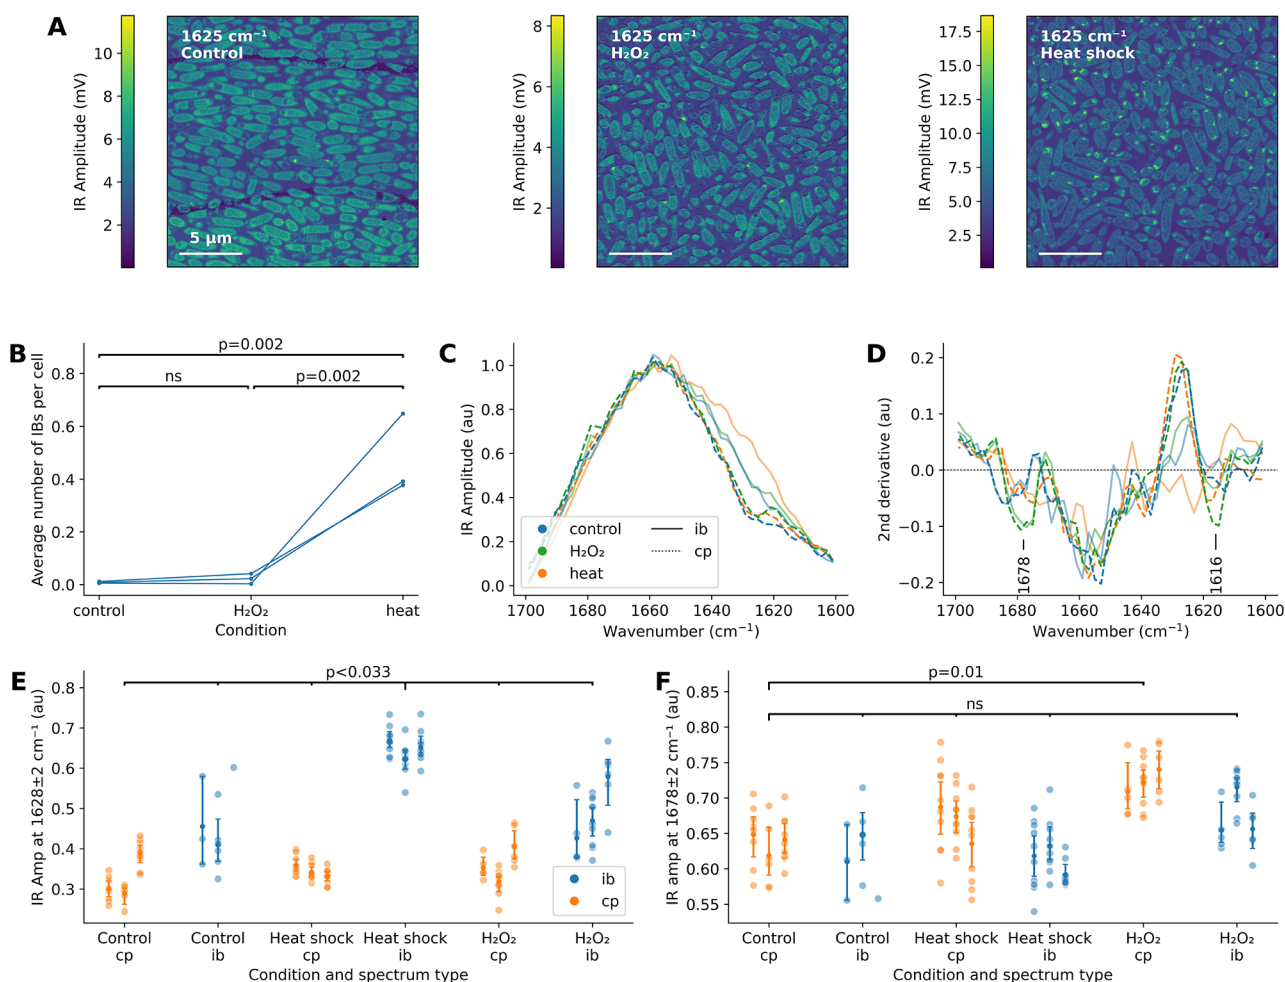 A
IR Amplitude (mV)
10
8
6
4
2
1625 cm⁻¹
Control
5 μm
IR Amplitude (mV)
8
6
4
2
1625 cm⁻¹
H₂O₂
IR Amplitude (mV)
17.5
15.0
12.5
10.0
7.5
5.0
2.5
1625 cm⁻¹
Heat shock
B
Average number of IBs per cell
0.8
0.6
0.4
0.2
0.0
p=0.002
ns
p=0.002
control
H₂O₂
heat
Condition
C
IR Amplitude (au)
1.0
0.8
0.6
0.4
0.2
0.0
control
H₂O₂
heat
ib
cp
1700 1680 1660 1640 1620 1600
Wavenumber (cm⁻¹)
D
2nd derivative (au)
0.2
0.1
0.0
−0.1
−0.2
1678
1616
1700 1680 1660 1640 1620 1600
Wavenumber (cm⁻¹)
E
IR Amp at 1628±2 cm⁻¹ (au)
0.8
0.7
0.6
0.5
0.4
0.3
p<0.033
ib
cp
Control
cp
Control
ib
Heat shock
cp
Heat shock
ib
H₂O₂
cp
H₂O₂
ib
Condition and spectrum type
F
IR amp at 1678±2 cm⁻¹ (au)
0.85
0.80
0.75
0.70
0.65
0.60
0.55
p=0.01
ns
Control
cp
Control
ib
Heat shock
cp
Heat shock
ib
H₂O₂
cp
H₂O₂
ib
Condition and spectrum type